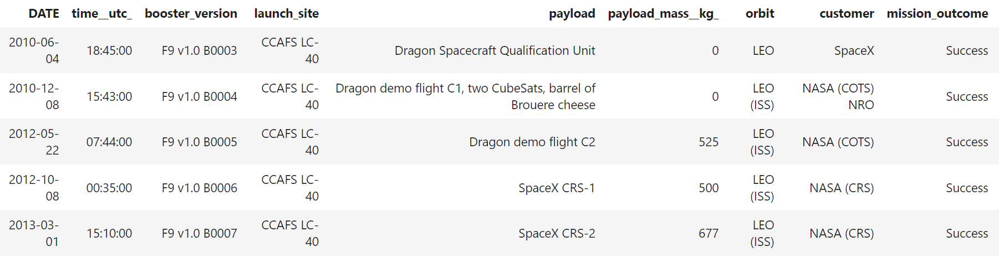 DATE time__utc_ booster_version launch_site payload payload_mass__kg_ orbit customer mission_outcome
2010-06-04 18:45:00 F9 v1.0 B0003 CCAFS LC-40 Dragon Spacecraft Qualification Unit 0 LEO SpaceX Success
2010-12-08 15:43:00 F9 v1.0 B0004 CCAFS LC-40 Dragon demo flight C1, two CubeSats, barrel of Brouere cheese 0 LEO (ISS) NASA (COTS) NRO Success
2012-05-22 07:44:00 F9 v1.0 B0005 CCAFS LC-40 Dragon demo flight C2 525 LEO (ISS) NASA (COTS) Success
2012-10-08 00:35:00 F9 v1.0 B0006 CCAFS LC-40 SpaceX CRS-1 500 LEO (ISS) NASA (CRS) Success
2013-03-01 15:10:00 F9 v1.0 B0007 CCAFS LC-40 SpaceX CRS-2 677 LEO (ISS) NASA (CRS) Success